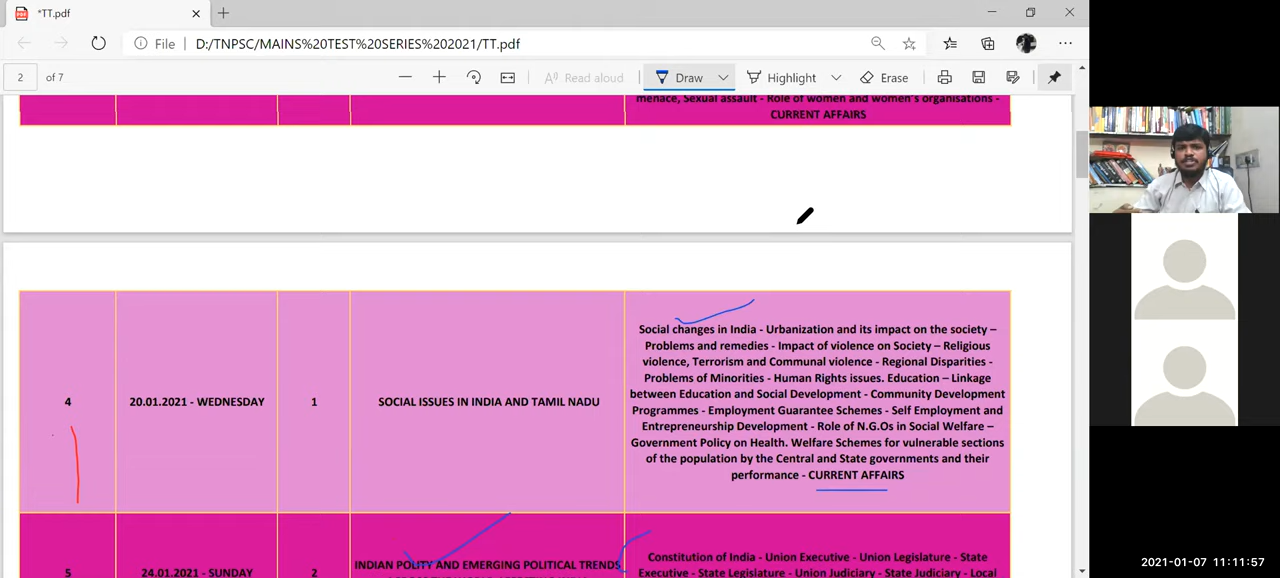 *TT.pdf
File
D:/TNPSC/MAINS%20TEST%20SERIES%202021/TT.pdf
2 of 7
Read aloud
Draw
Highlight
Erase
menace, Sexual assault - Role of women and women's organisations -
CURRENT AFFAIRS
4
20.01.2021 - WEDNESDAY
1
SOCIAL ISSUES IN INDIA AND TAMIL NADU
Social changes in India - Urbanization and its impact on the society –
Problems and remedies - Impact of violence on Society – Religious
violence, Terrorism and Communal violence - Regional Disparities -
Problems of Minorities - Human Rights issues. Education – Linkage
between Education and Social Development - Community Development
Programmes - Employment Guarantee Schemes - Self Employment and
Entrepreneurship Development - Role of N.G.Os in Social Welfare –
Government Policy on Health. Welfare Schemes for vulnerable sections
of the population by the Central and State governments and their
performance - CURRENT AFFAIRS
5
24.01.2021 - SUNDAY
2
INDIAN POLITY AND EMERGING POLITICAL TRENDS
Constitution of India - Union Executive - Union Legislature - State
Executive - State Legislature - Union Judiciary - State Judiciary - Local
2021-01-07 11:11:57